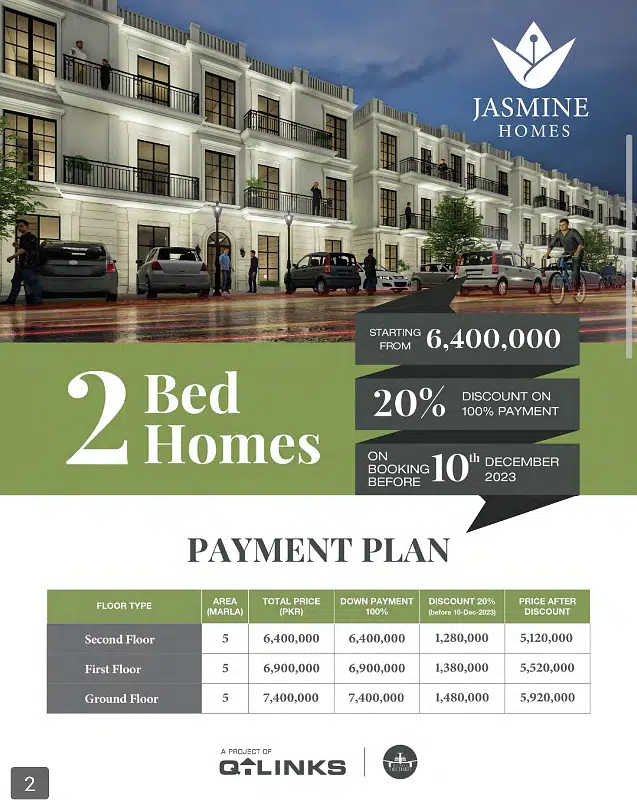 JASMINE
HOMES
STARTING
FROM 6,400,000
2 Bed
Homes
20% DISCOUNT ON
100% PAYMENT
ON
BOOKING
BEFORE 10th DECEMBER
2023
PAYMENT PLAN
FLOOR TYPE AREA (MARLA) TOTAL PRICE (PKR) DOWN PAYMENT 100% DISCOUNT 20% (before 10-Dec-2023) PRICE AFTER DISCOUNT
Second Floor 5 6,400,000 6,400,000 1,280,000 5,120,000
First Floor 5 6,900,000 6,900,000 1,380,000 5,520,000
Ground Floor 5 7,400,000 7,400,000 1,480,000 5,920,000
A PROJECT OF
Q LINKS
2